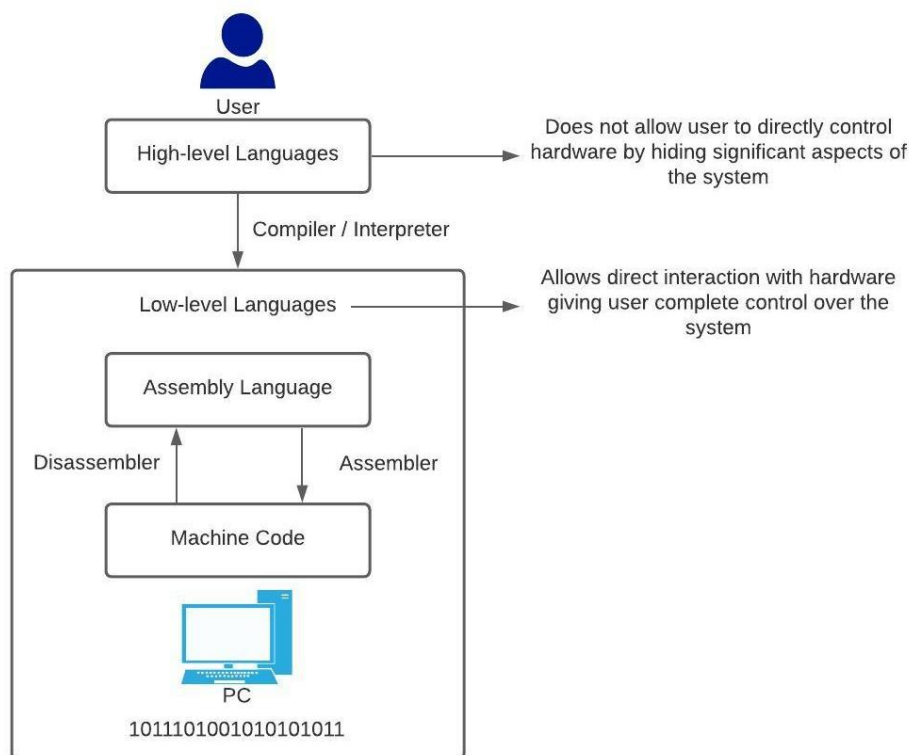 User
High-level Languages
Does not allow user to directly control
hardware by hiding significant aspects of
the system
Compiler / Interpreter
Low-level Languages
Allows direct interaction with hardware
giving user complete control over the
system
Assembly Language
Disassembler
Assembler
Machine Code
PC
1011101001010101011